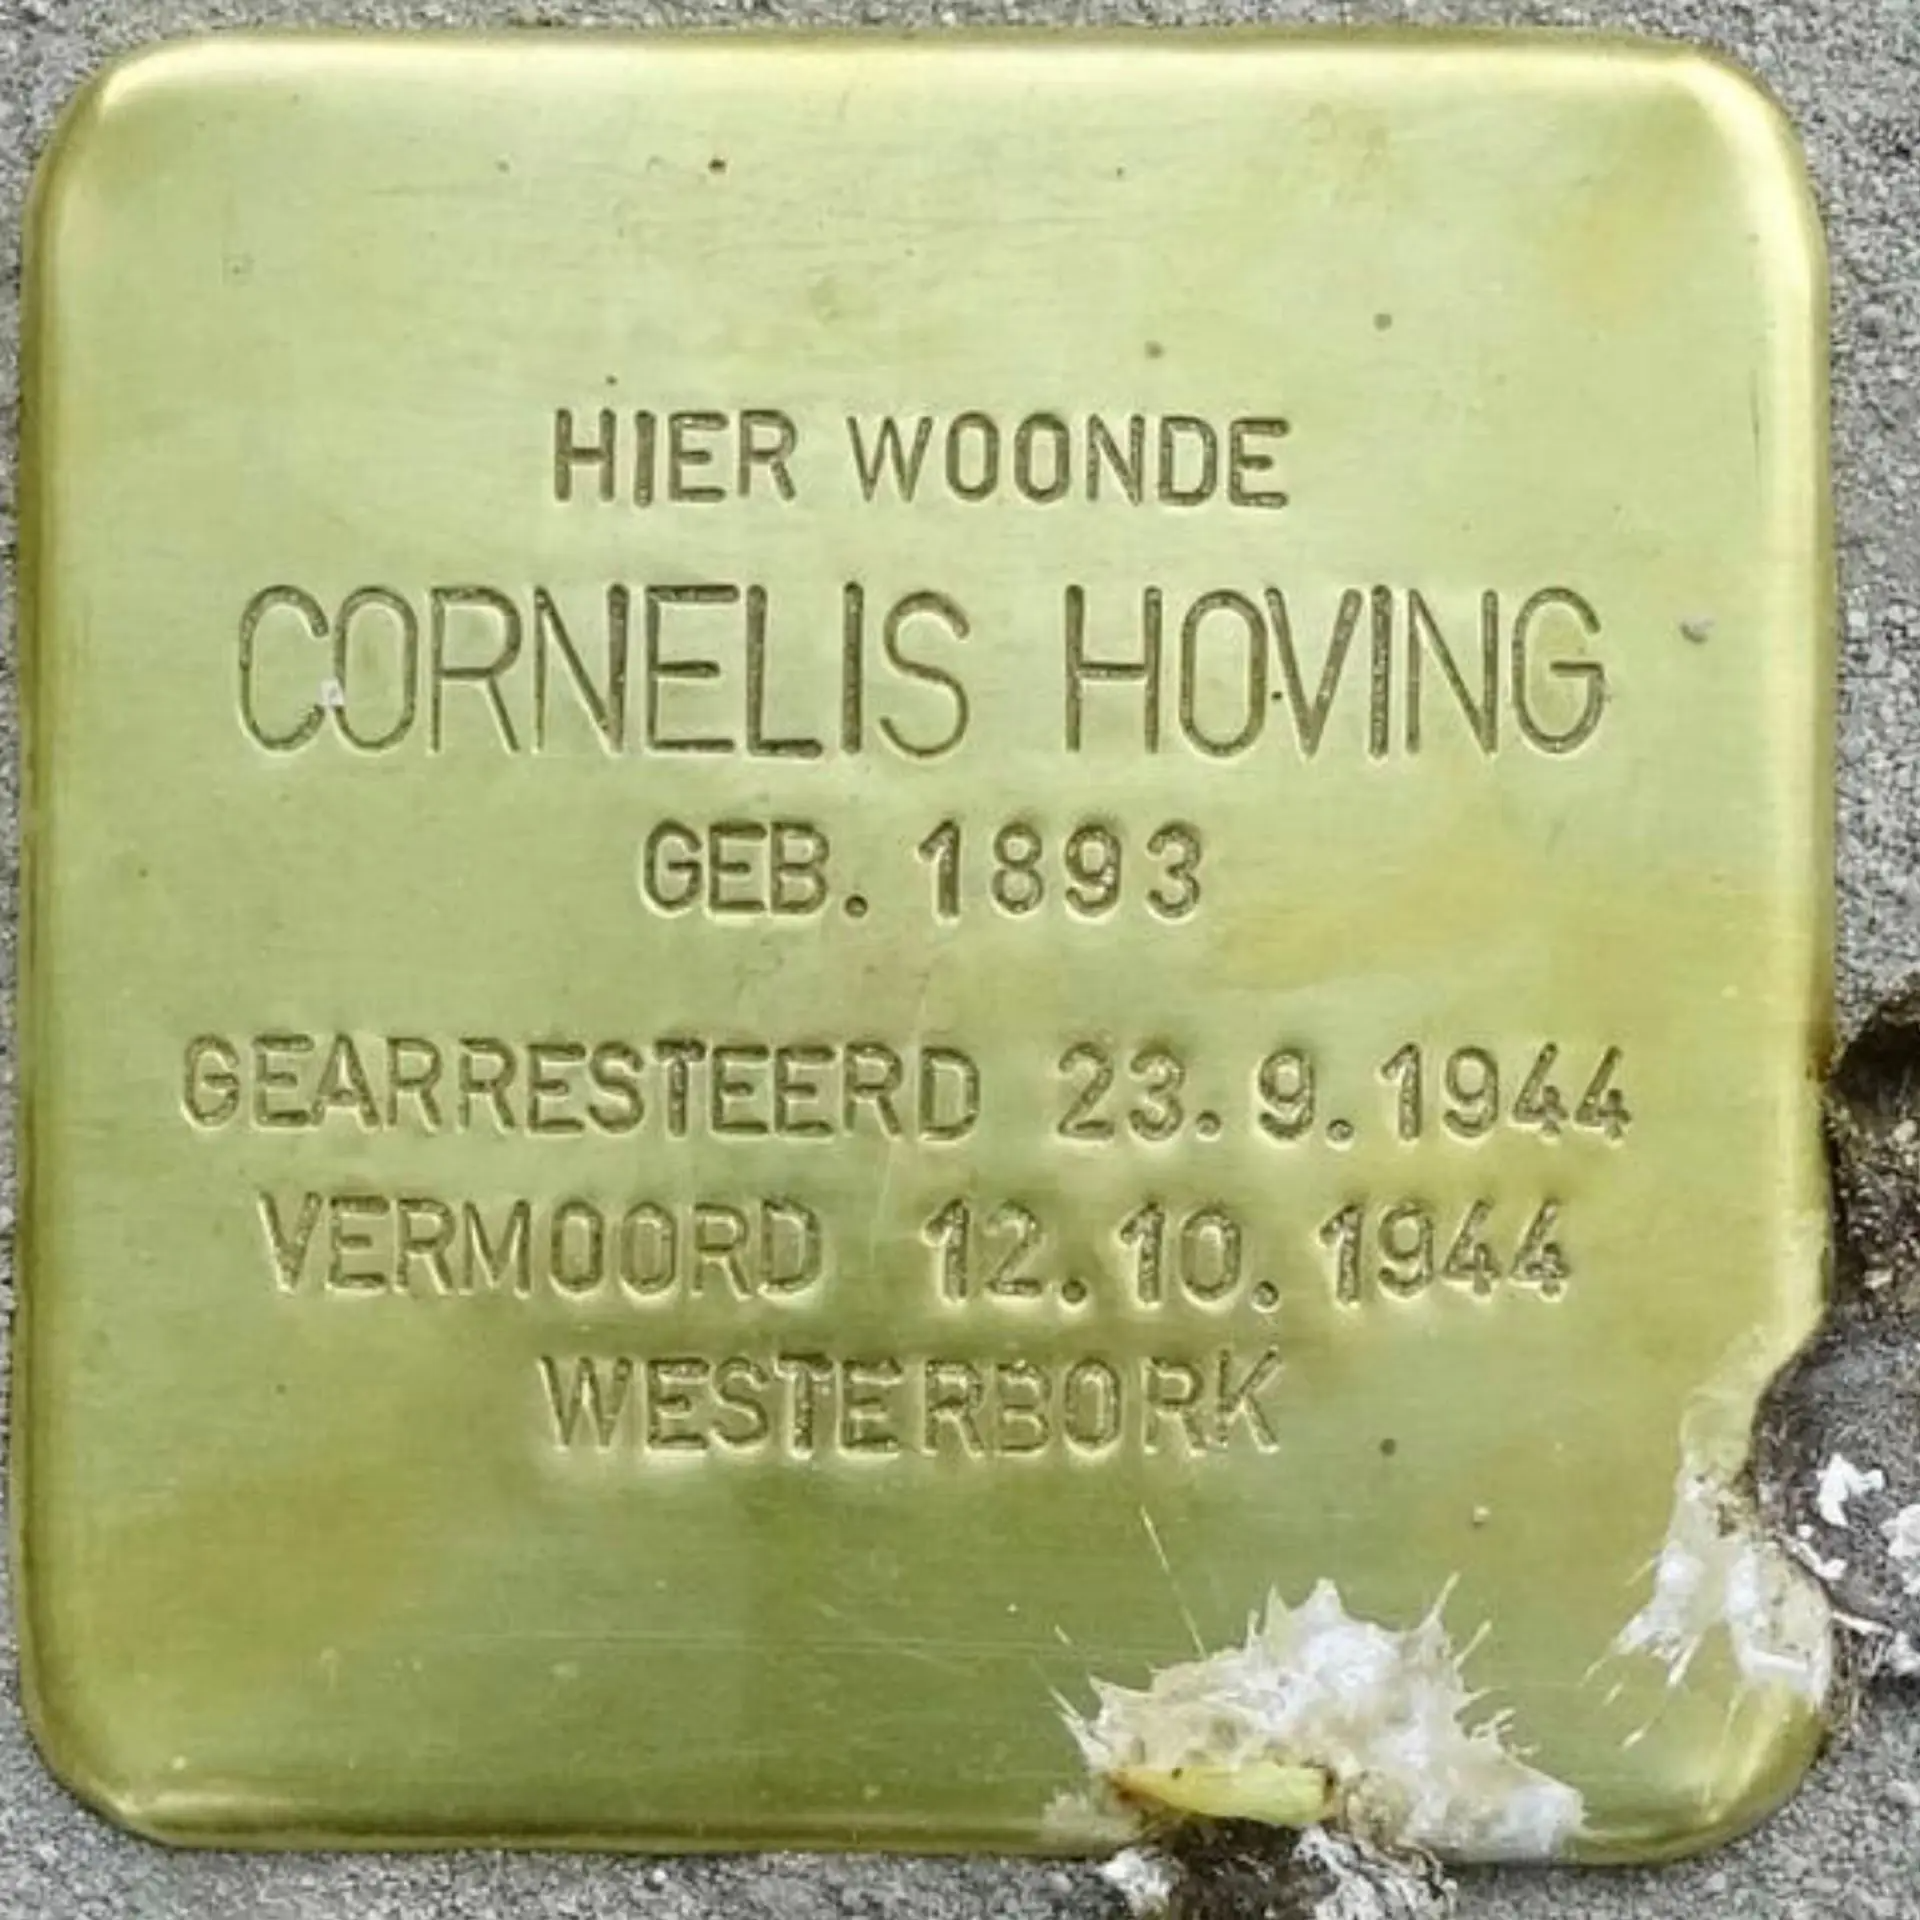 HIER WOONDE
CORNELIS HOVING
GEB. 1893
GEARRESTEERD 23.9.1944
VERMOORD 12.10.1944
WESTERBORK